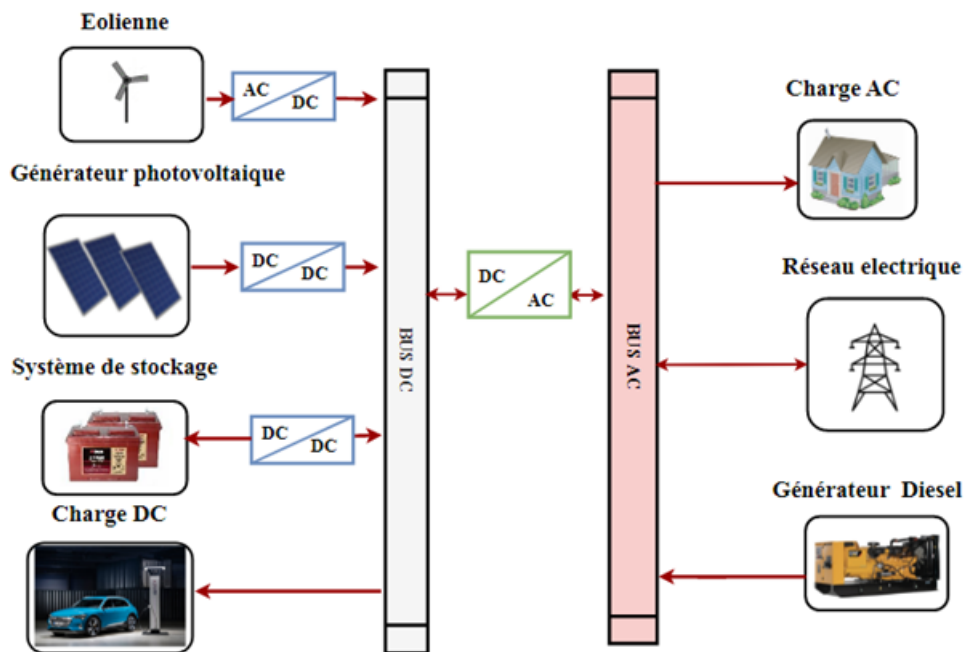 Eolienne
AC
DC
Générateur photovoltaique
DC
DC
Système de stockage
DC
DC
Charge DC
BUS DC
DC
AC
BUS AC
Charge AC
Réseau electrique
Générateur Diesel